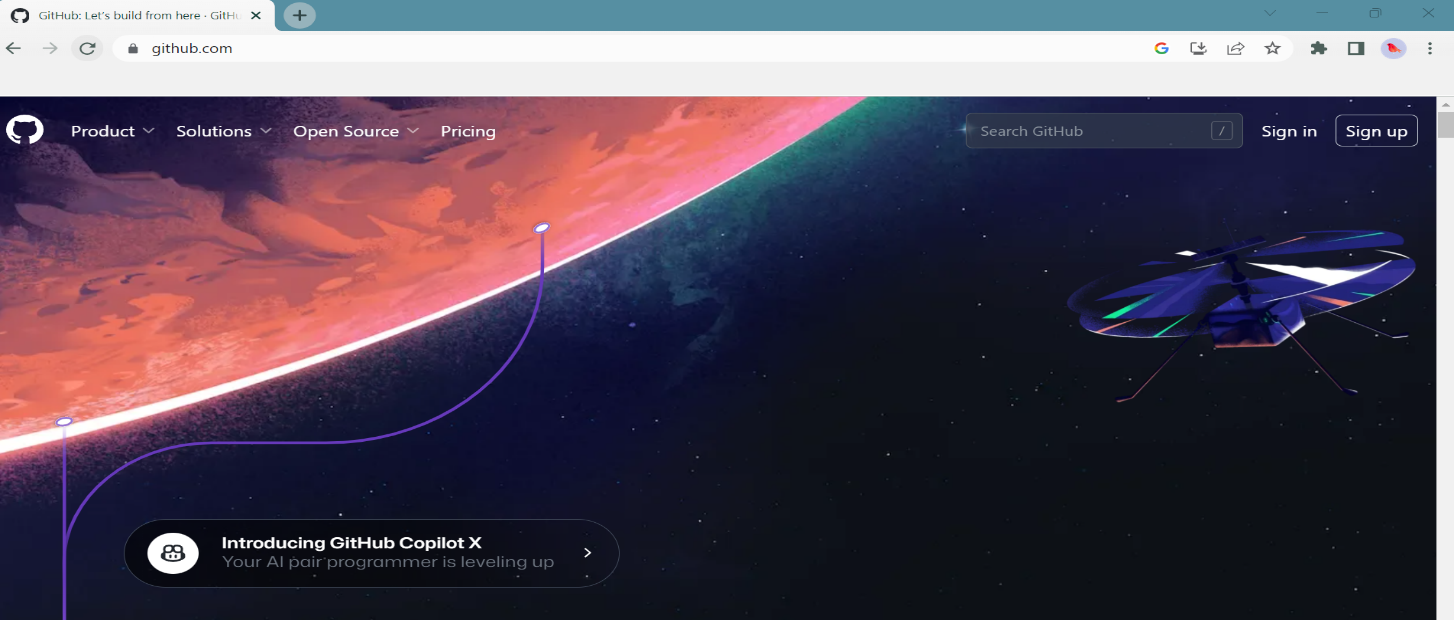 GitHub: Let's build from here · GitHu
github.com
Product
Solutions
Open Source
Pricing
Search GitHub
/
Sign in
Sign up
Introducing GitHub Copilot X
Your AI pair programmer is leveling up